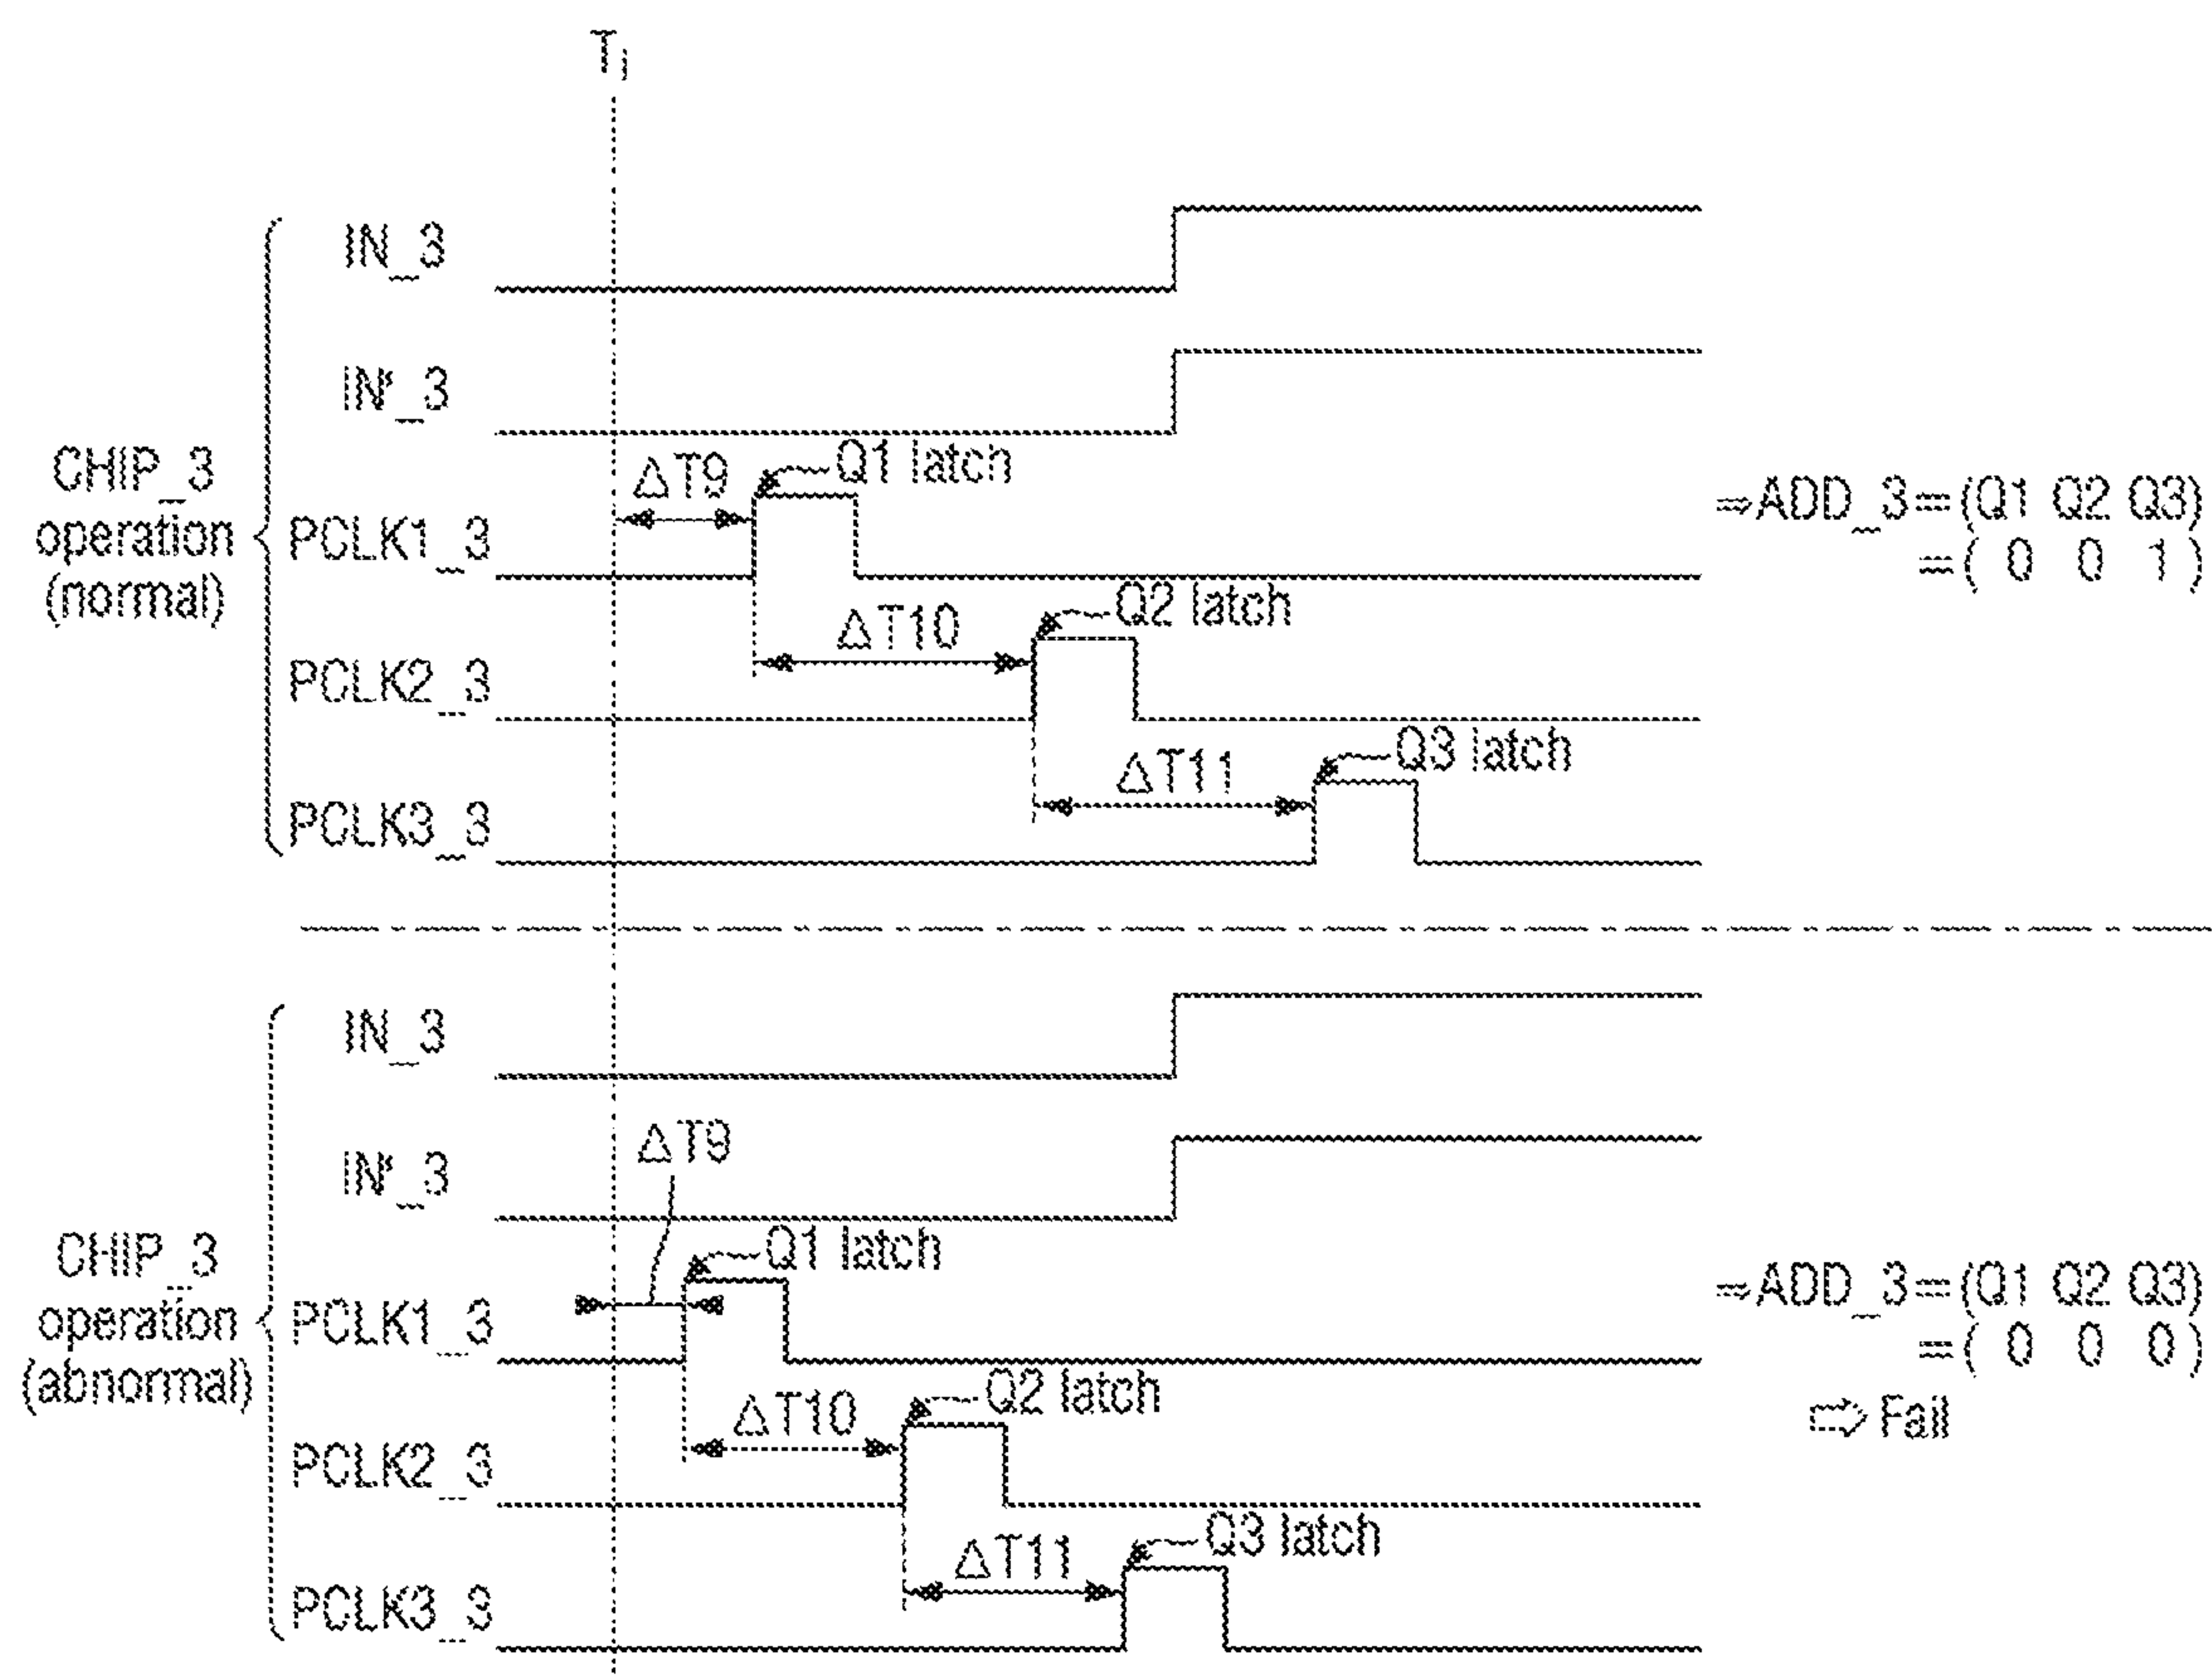 Ti
IN_3
IN'_3
ΔT9
Q1 latch
CHIP_3
operation
(normal)
PCLK1_3
⇒ADD_3=(Q1 Q2 Q3)
=( 0 0 1 )
ΔT10
Q2 latch
PCLK2_3
ΔT11
Q3 latch
PCLK3_3
IN_3
ΔT9
IN'_3
Q1 latch
CHIP_3
operation
(abnormal)
PCLK1_3
⇒ADD_3=(Q1 Q2 Q3)
=( 0 0 0 )
⇨ Fail
ΔT10
Q2 latch
PCLK2_3
ΔT11
Q3 latch
PCLK3_3